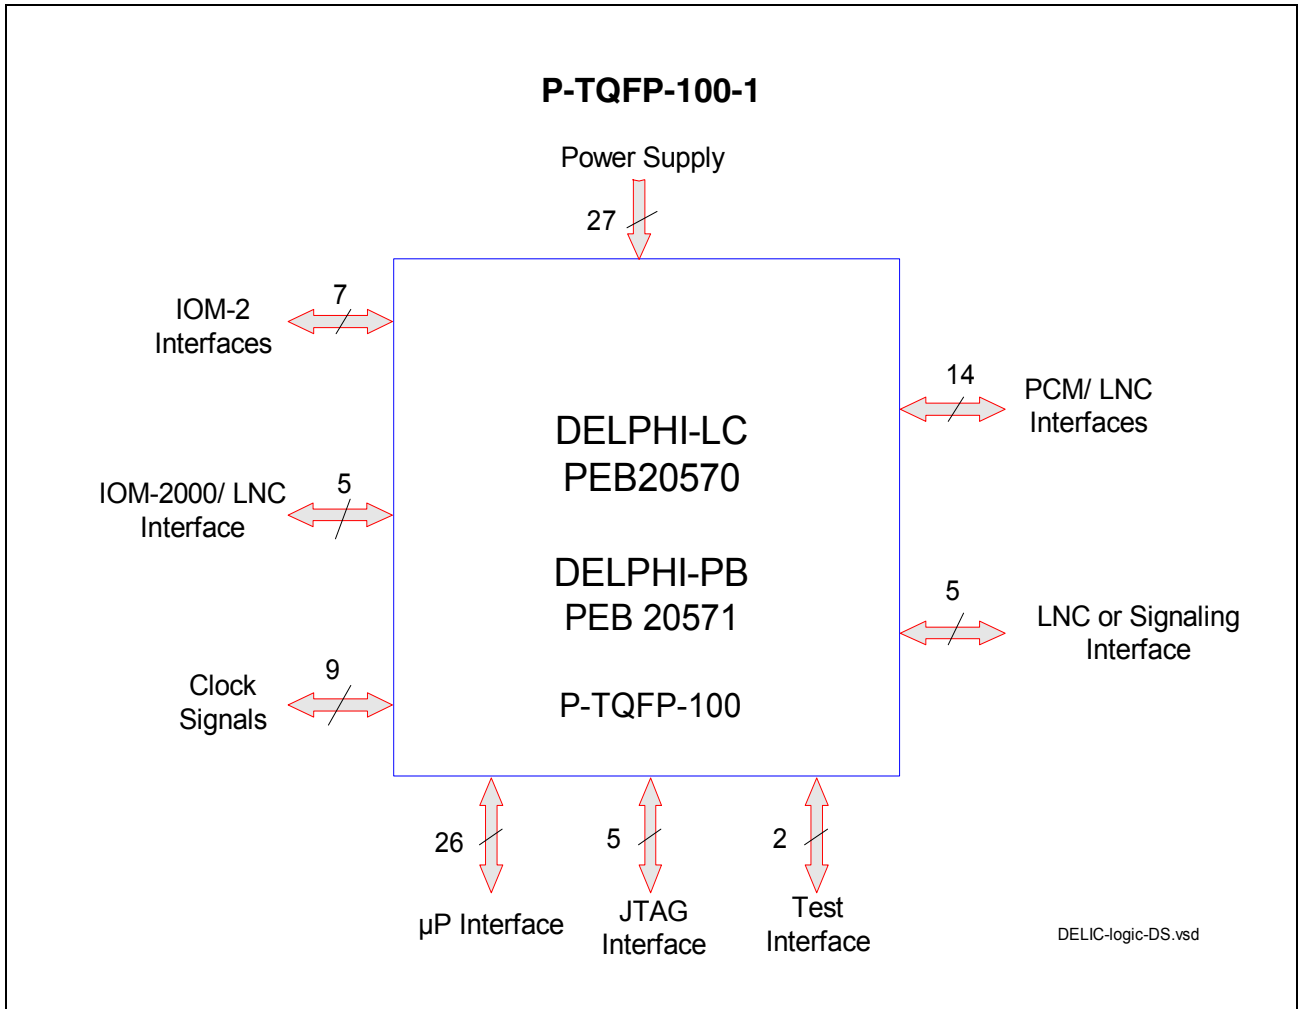 P-TQFP-100-1
Power Supply
27
7
IOM-2
Interfaces
14
PCM/ LNC
Interfaces
DELPHI-LC
PEB20570
5
IOM-2000/ LNC
Interface
DELPHI-PB
PEB 20571
5
LNC or Signaling
Interface
9
Clock
Signals
P-TQFP-100
26
5
2
µP Interface
JTAG
Interface
Test
Interface
DELIC-logic-DS.vsd